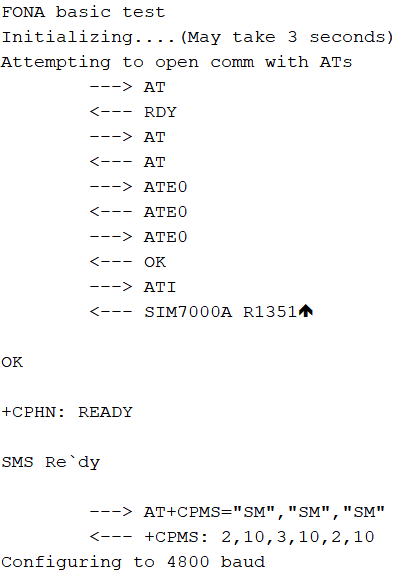 FONA basic test
Initializing....(May take 3 seconds)
Attempting to open comm with ATs
---> AT
<--- RDY
---> AT
<--- AT
---> ATE0
<--- ATE0
---> ATE0
<--- OK
---> ATI
<--- SIM7000A R1351🡅
OK
+CPHN: READY
SMS Re`dy
---> AT+CPMS="SM","SM","SM"
<--- +CPMS: 2,10,3,10,2,10
Configuring to 4800 baud